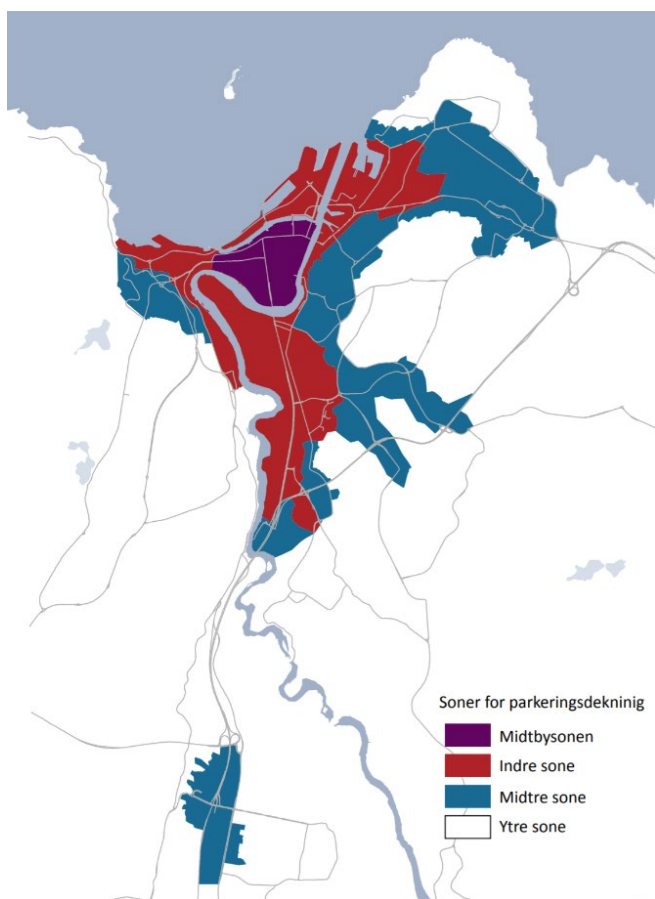 Soner for parkeringsdekninig
Midtbysonen
Indre sone
Midtre sone
Ytre sone